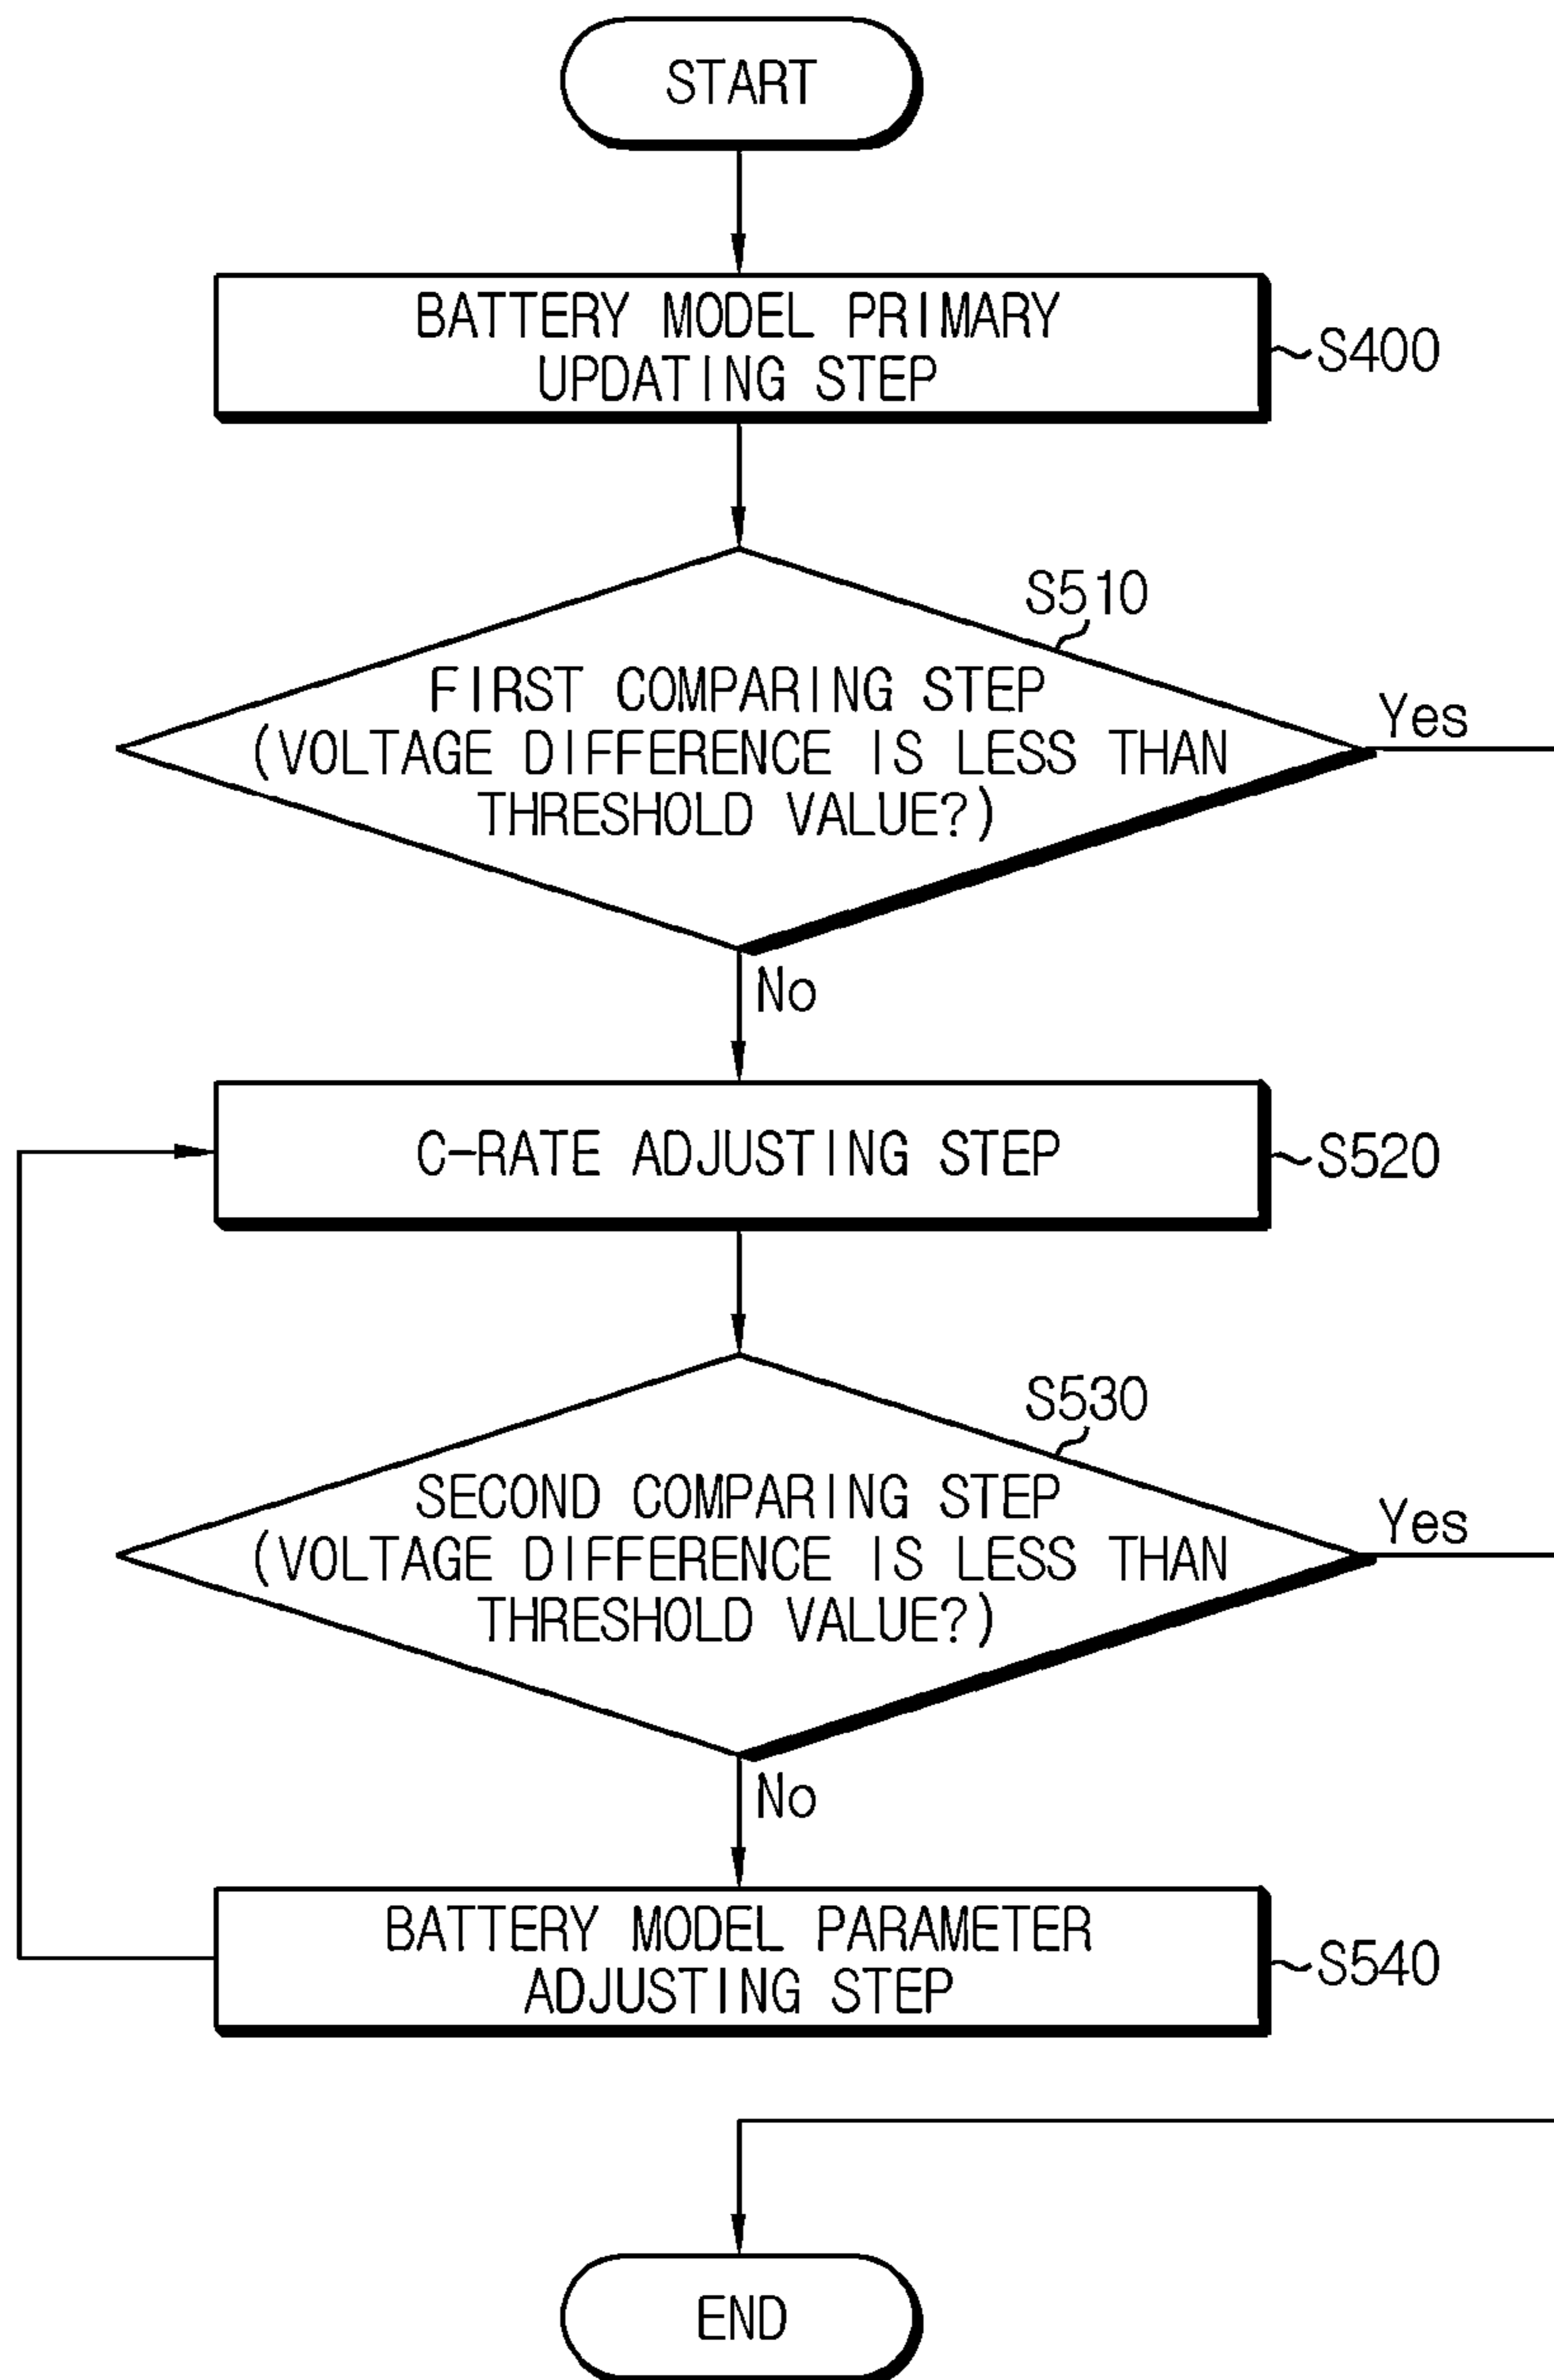 START
BATTERY MODEL PRIMARY
UPDATING STEP
S400
S510
FIRST COMPARING STEP
(VOLTAGE DIFFERENCE IS LESS THAN
THRESHOLD VALUE?)
Yes
No
C-RATE ADJUSTING STEP
S520
S530
SECOND COMPARING STEP
(VOLTAGE DIFFERENCE IS LESS THAN
THRESHOLD VALUE?)
Yes
No
BATTERY MODEL PARAMETER
ADJUSTING STEP
S540
END